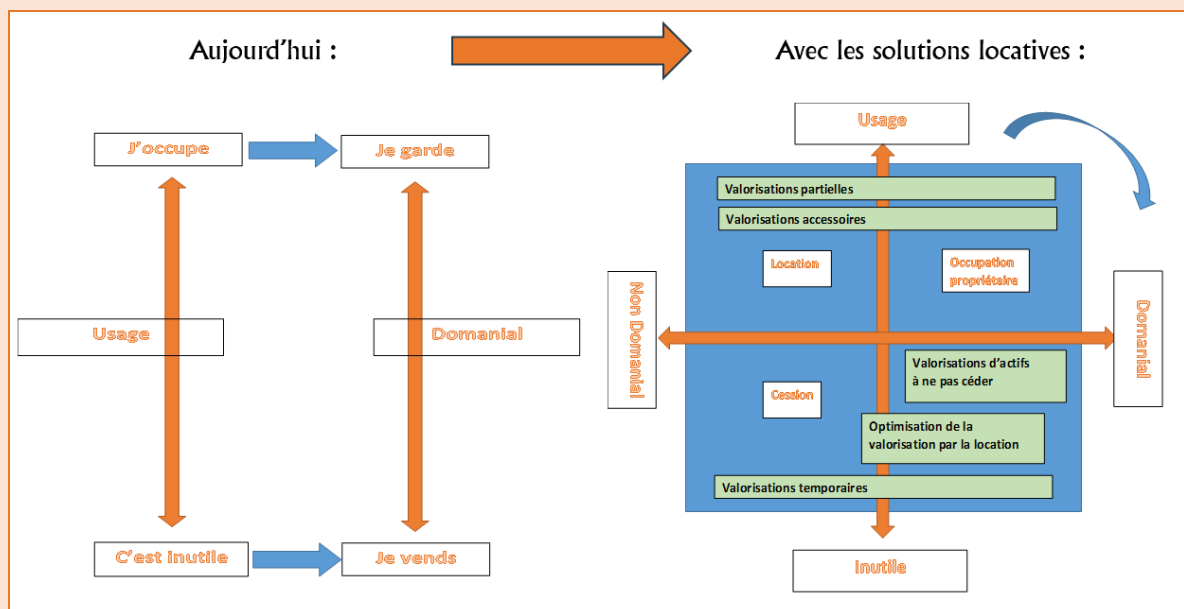 Aujourd'hui :
Avec les solutions locatives :
J'occupe
Je garde
Usage
Domanial
C'est inutile
Je vends
Usage
Valorisations partielles
Valorisations accessoires
Location
Occupation
propriétaire
Non Domanial
Domanial
Valorisations d'actifs
à ne pas céder
Cession
Optimisation de la
valorisation par la location
Valorisations temporaires
Inutile